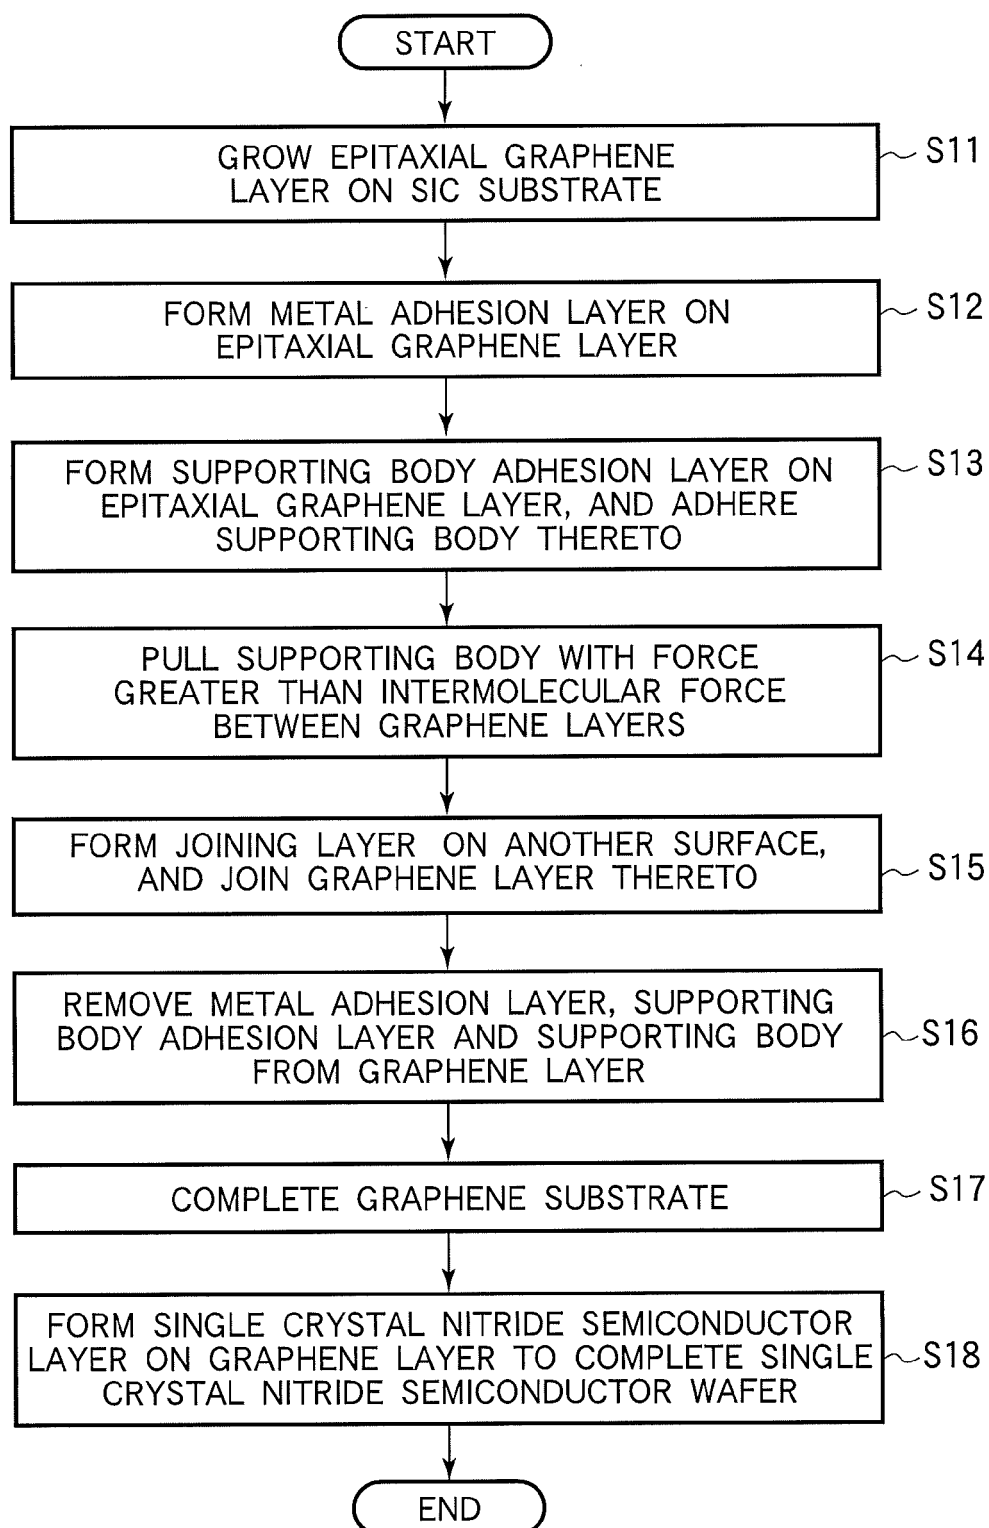 START
GROW EPITAXIAL GRAPHENE
LAYER ON SIC SUBSTRATE
S11
FORM METAL ADHESION LAYER ON
EPITAXIAL GRAPHENE LAYER
S12
FORM SUPPORTING BODY ADHESION LAYER ON
EPITAXIAL GRAPHENE LAYER, AND ADHERE
SUPPORTING BODY THERETO
S13
PULL SUPPORTING BODY WITH FORCE
GREATER THAN INTERMOLECULAR FORCE
BETWEEN GRAPHENE LAYERS
S14
FORM JOINING LAYER ON ANOTHER SURFACE,
AND JOIN GRAPHENE LAYER THERETO
S15
REMOVE METAL ADHESION LAYER, SUPPORTING
BODY ADHESION LAYER AND SUPPORTING BODY
FROM GRAPHENE LAYER
S16
COMPLETE GRAPHENE SUBSTRATE
S17
FORM SINGLE CRYSTAL NITRIDE SEMICONDUCTOR
LAYER ON GRAPHENE LAYER TO COMPLETE SINGLE
CRYSTAL NITRIDE SEMICONDUCTOR WAFER
S18
END